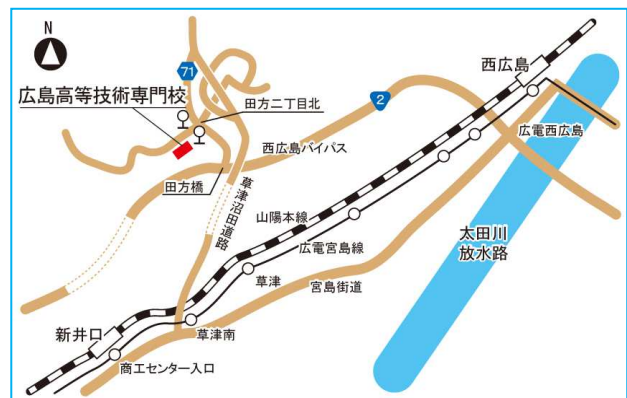 N
71
西広島
広島高等技術専門校
田方二丁目北
2
広電西広島
西広島バイパス
田方橋
草津沼田道路
山陽本線
太田川
放水路
広電宮島線
草津
宮島街道
新井口
草津南
商工センター入口